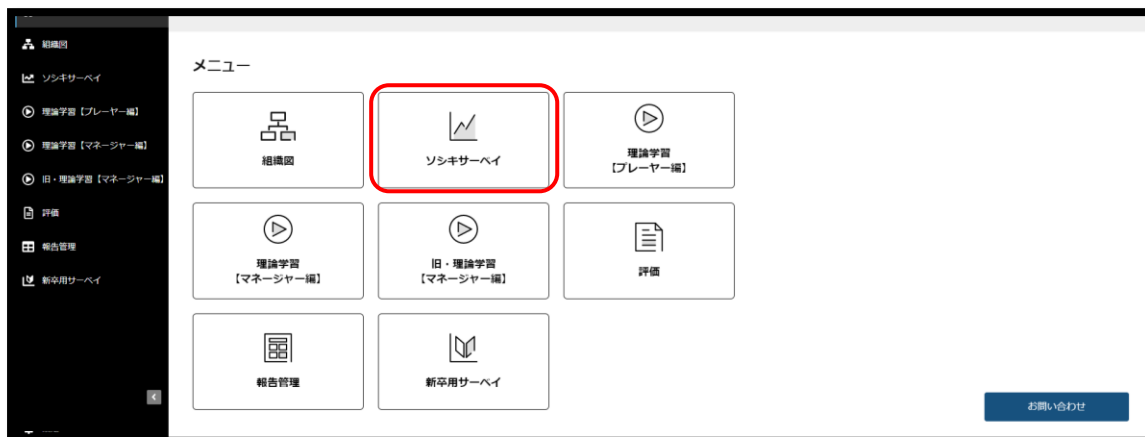 組織図
ソシキサーベイ
理論学習【プレーヤー編】
理論学習【マネージャー編】
旧・理論学習【マネージャー編】
評価
報告管理
新卒用サーベイ
メニュー
組織図
ソシキサーベイ
理論学習
【プレーヤー編】
理論学習
【マネージャー編】
旧・理論学習
【マネージャー編】
評価
報告管理
新卒用サーベイ
お問い合わせ